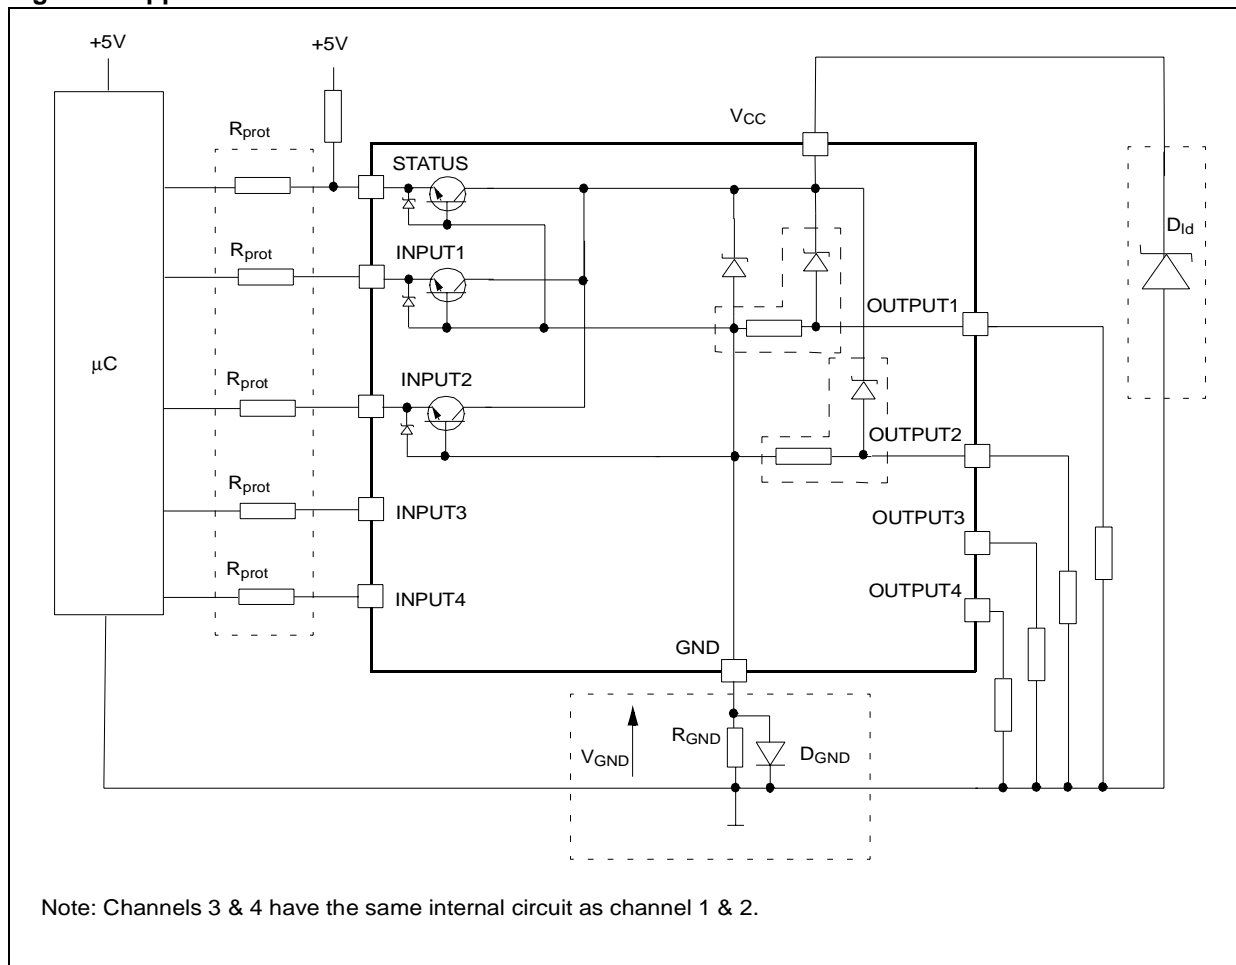 +5V
+5V
Rprot
VCC
STATUS
Rprot
INPUT1
Dld
OUTPUT1
μC
Rprot
INPUT2
OUTPUT2
Rprot
INPUT3
OUTPUT3
Rprot
INPUT4
OUTPUT4
GND
RGND
VGND
DGND
Note: Channels 3 & 4 have the same internal circuit as channel 1 & 2.